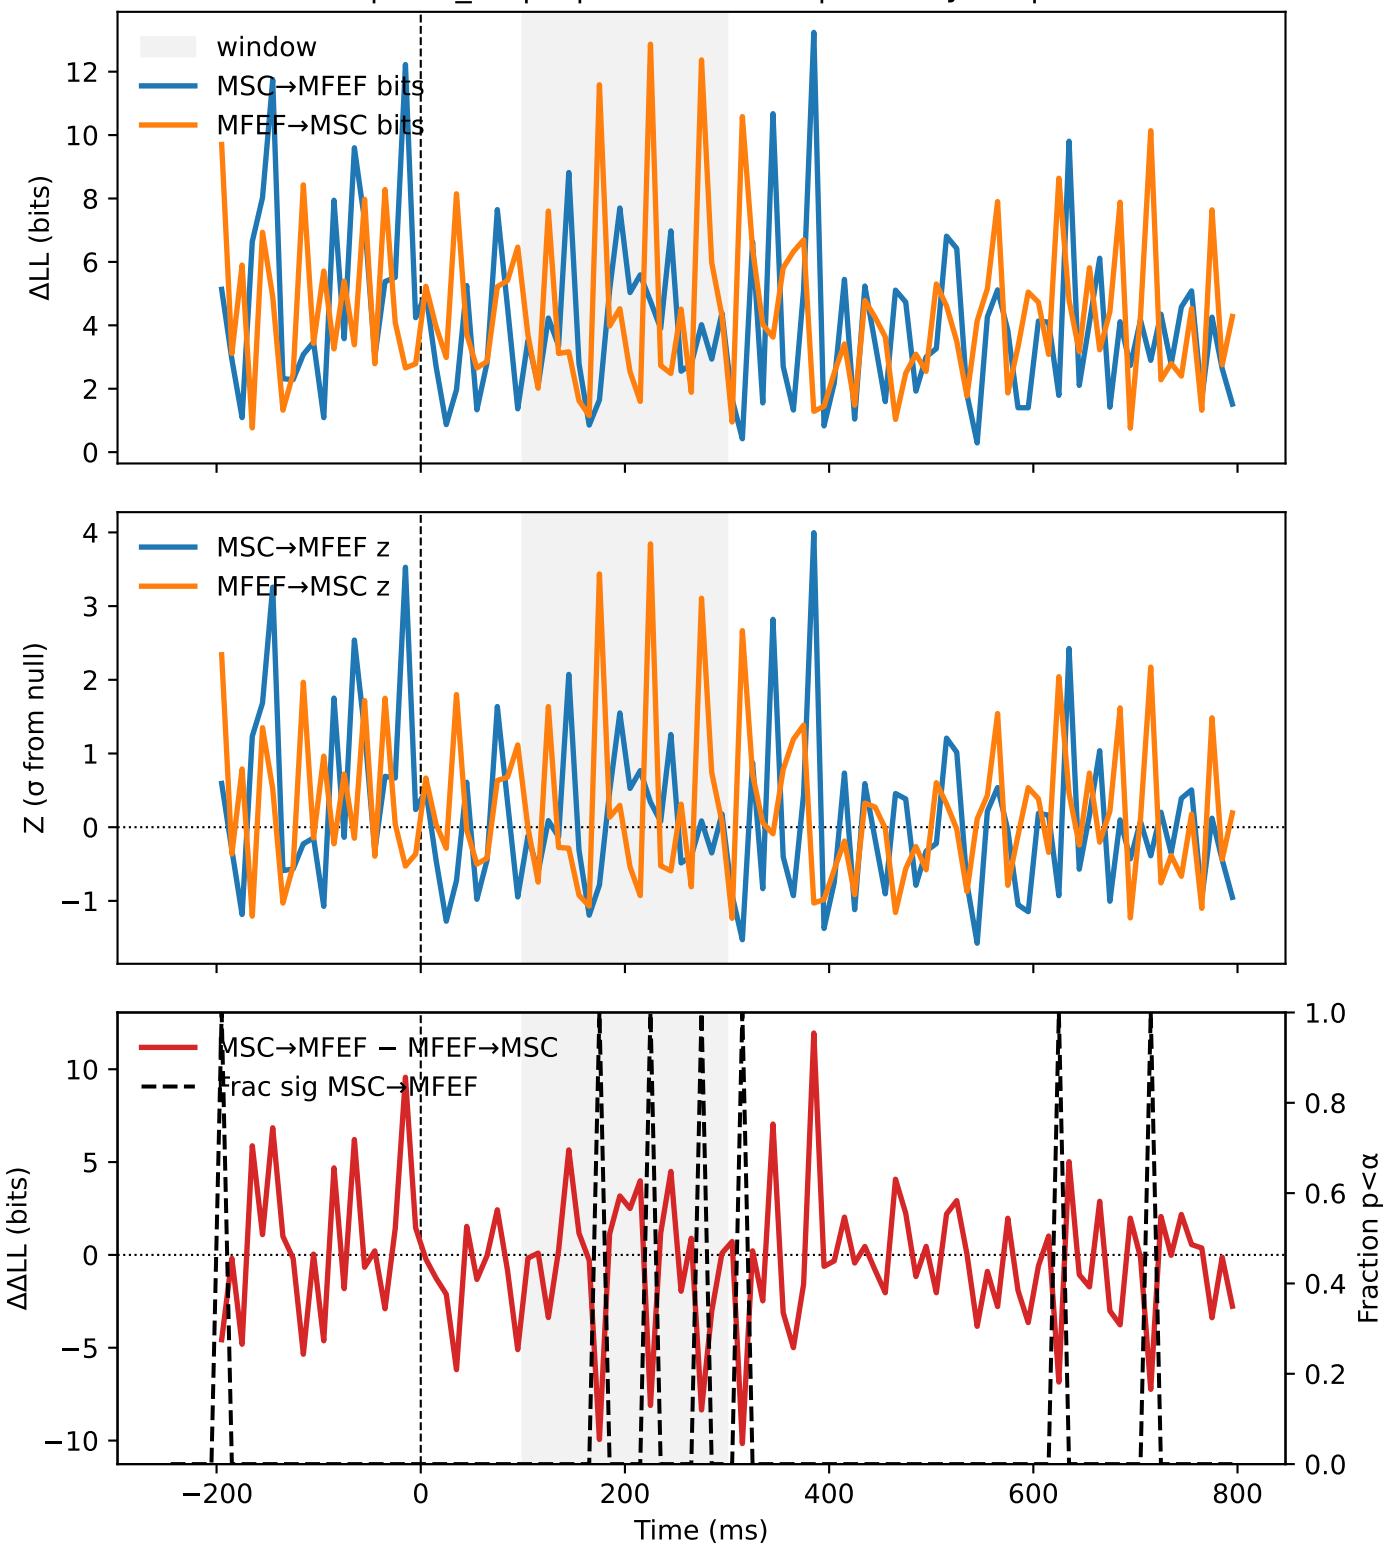 window
MSC→MFEF bits
MFEF→MSC bits
12
10
8
6
4
2
0
ΔLL (bits)
MSC→MFEF z
MFEF→MSC z
4
3
2
1
0
−1
Z (σ from null)
MSC→MFEF − MFEF→MSC
Frac sig MSC→MFEF
10
5
0
−5
−10
ΔΔLL (bits)
1.0
0.8
0.6
0.4
0.2
0.0
Fraction p<α
−200 0 200 400 600 800
Time (ms)